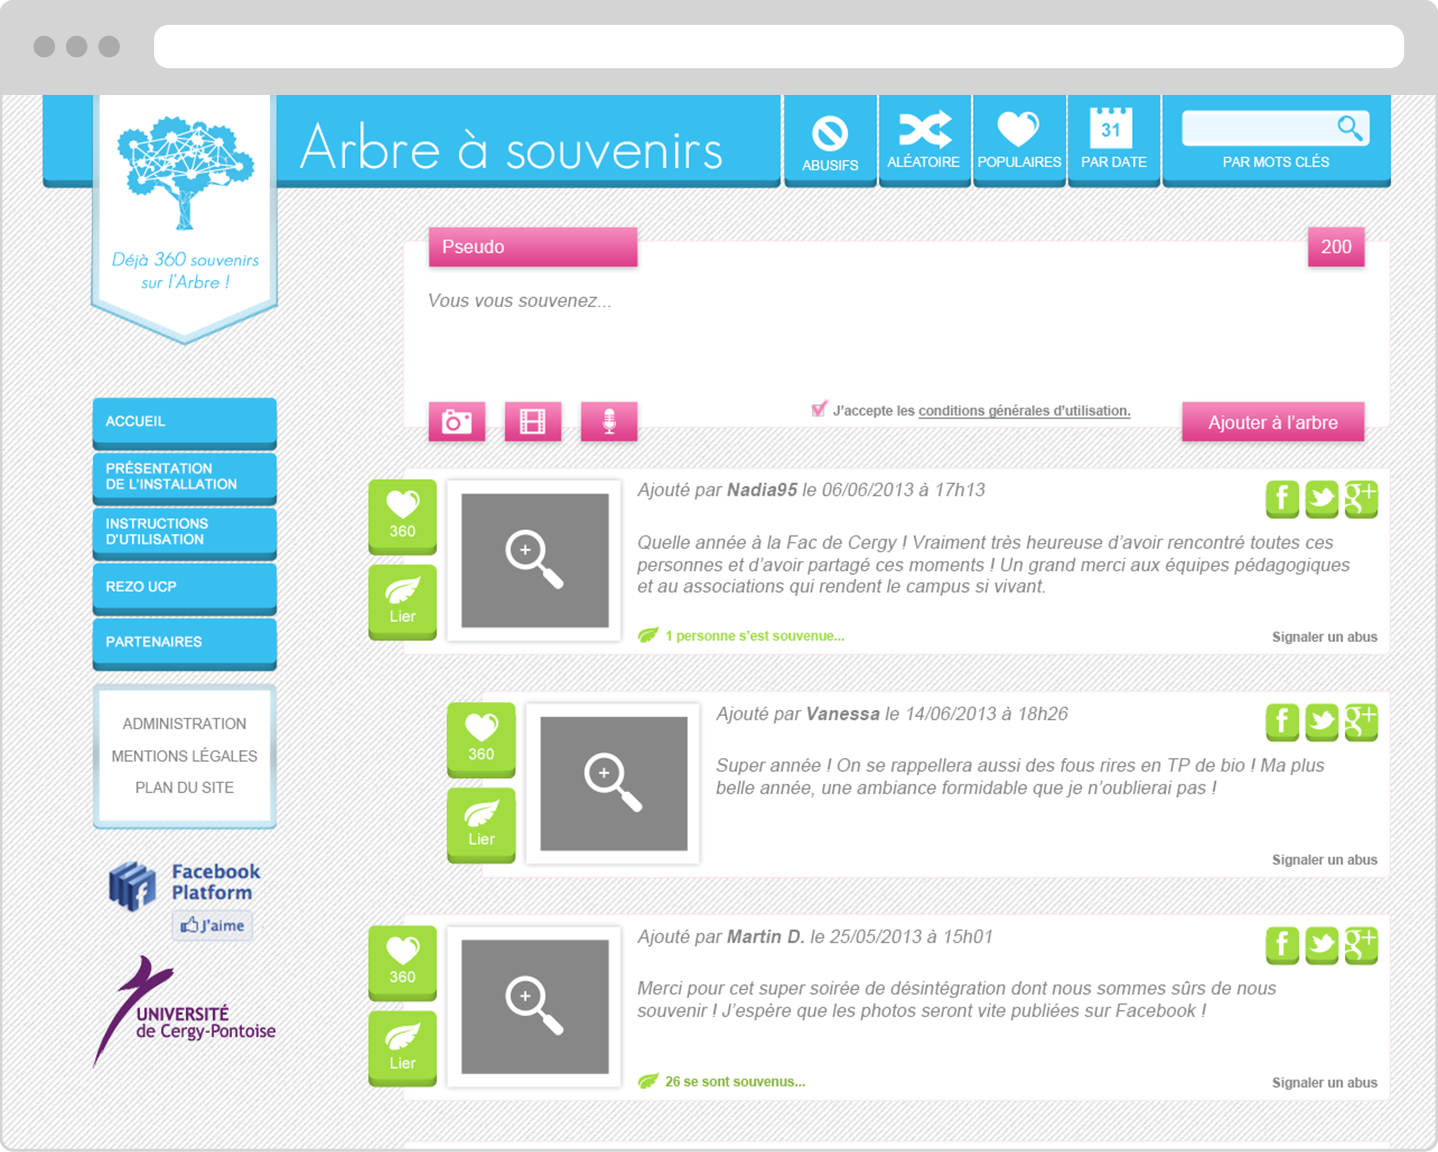 Arbre à souvenirs
ABUSIFS
ALÉATOIRE
POPULAIRES
31
PAR DATE
PAR MOTS CLÉS
Déjà 360 souvenirs
sur l'Arbre !
ACCUEIL
PRÉSENTATION
DE L'INSTALLATION
INSTRUCTIONS
D'UTILISATION
REZO UCP
PARTENAIRES
ADMINISTRATION
MENTIONS LÉGALES
PLAN DU SITE
Facebook
Platform
J'aime
UNIVERSITÉ
de Cergy-Pontoise
Pseudo
200
Vous vous souvenez...
J'accepte les conditions générales d'utilisation.
Ajouter à l'arbre
360
Lier
Ajouté par Nadia95 le 06/06/2013 à 17h13
f
g+
Quelle année à la Fac de Cergy ! Vraiment très heureuse d'avoir rencontré toutes ces
personnes et d'avoir partagé ces moments ! Un grand merci aux équipes pédagogiques
et au associations qui rendent le campus si vivant.
1 personne s'est souvenue...
Signaler un abus
360
Lier
Ajouté par Vanessa le 14/06/2013 à 18h26
f
g+
Super année ! On se rappellera aussi des fous rires en TP de bio ! Ma plus
belle année, une ambiance formidable que je n'oublierai pas !
Signaler un abus
360
Lier
Ajouté par Martin D. le 25/05/2013 à 15h01
f
g+
Merci pour cet super soirée de désintégration dont nous sommes sûrs de nous
souvenir ! J'espère que les photos seront vite publiées sur Facebook !
26 se sont souvenus...
Signaler un abus